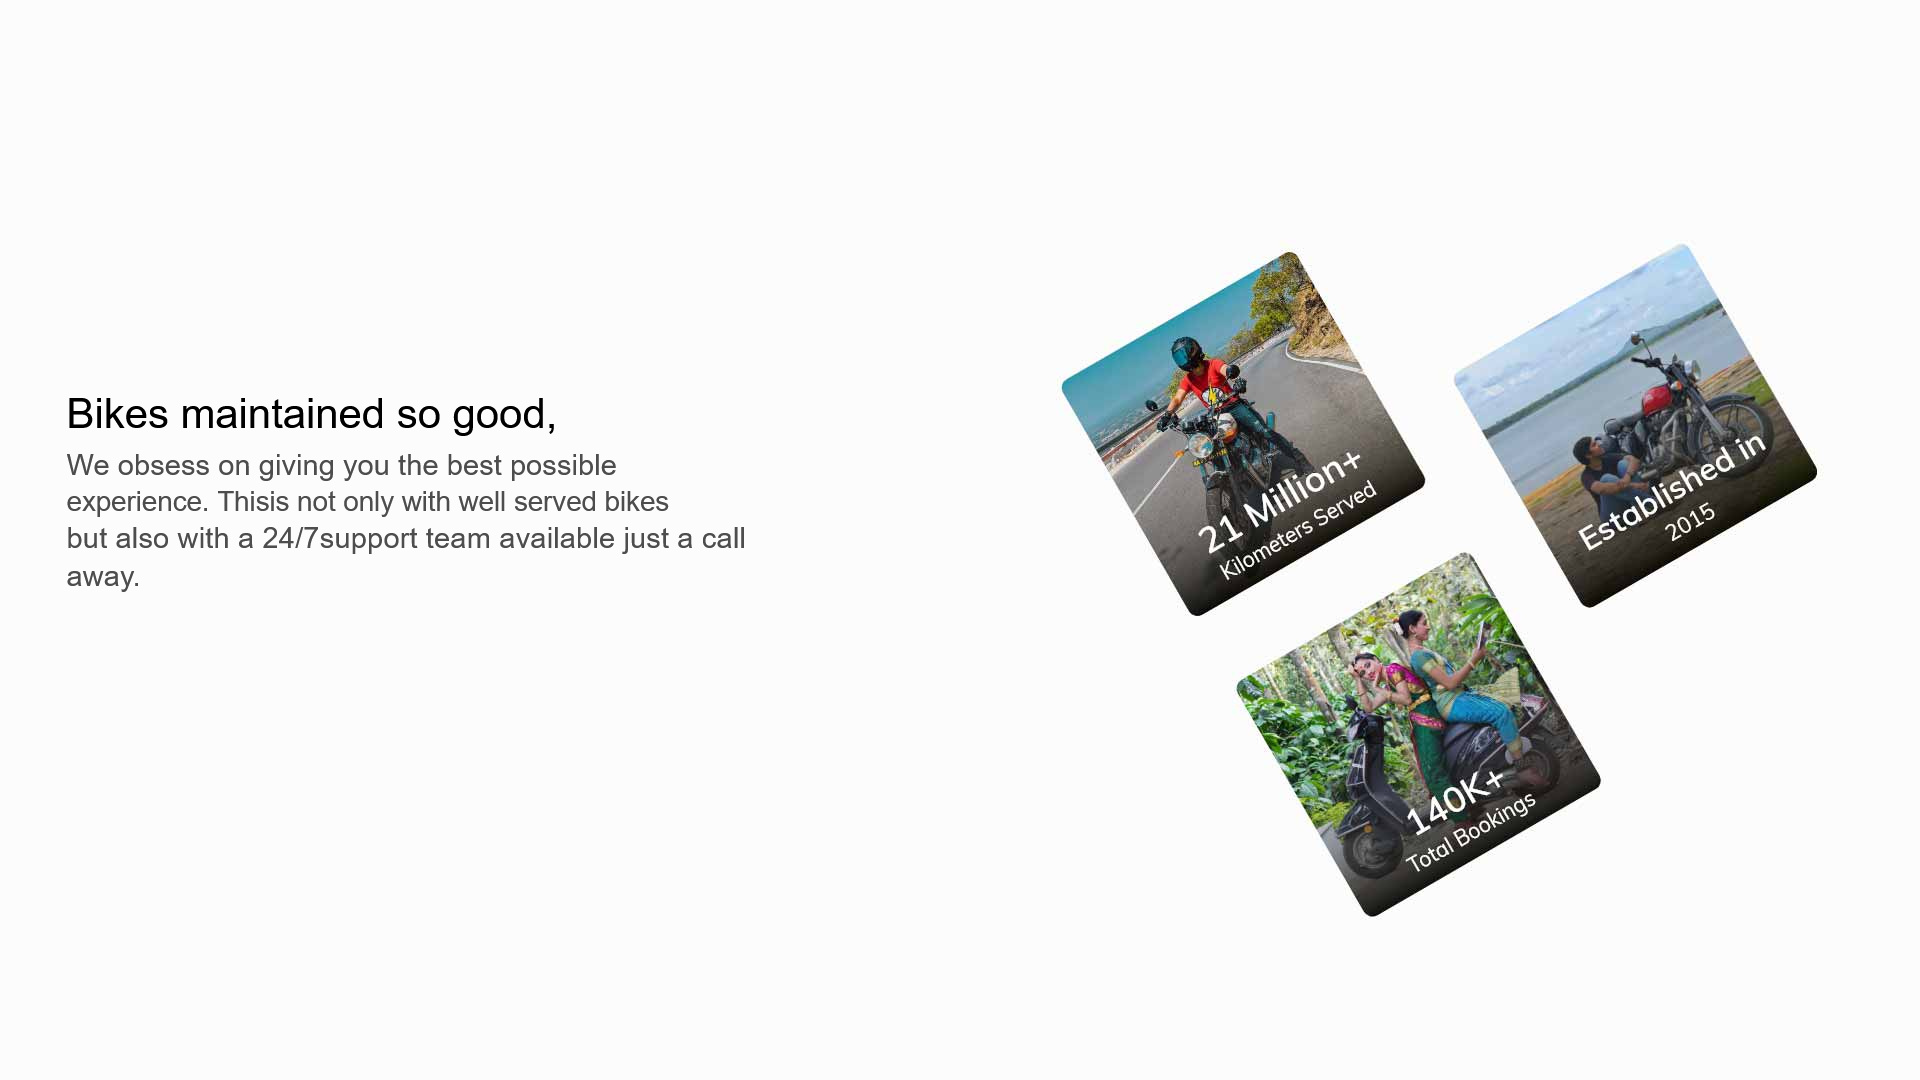 Bikes maintained so good,
We obsess on giving you the best possible
experience. Thisis not only with well served bikes
but also with a 24/7support team available just a call
away.
21 Million+
Kilometers Served
Established in
2015
140K+
Total Bookings